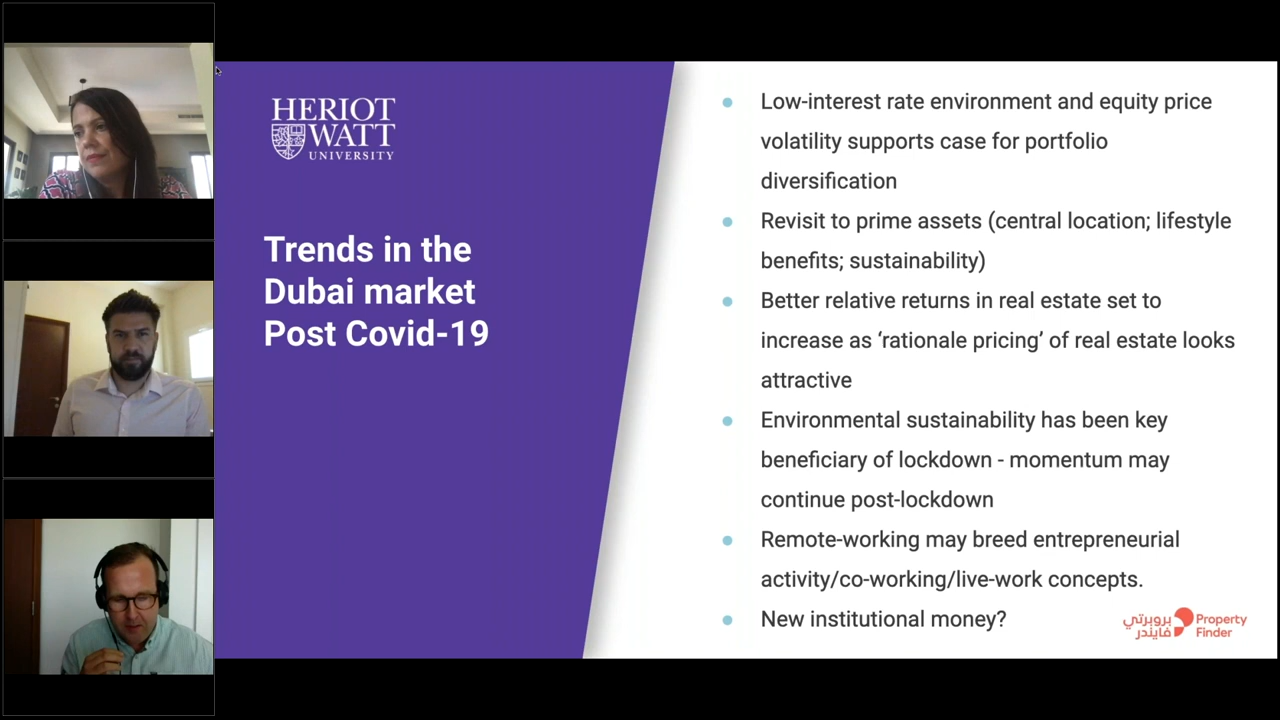 HERIOT
WATT
UNIVERSITY
Trends in the
Dubai market
Post Covid-19
Low-interest rate environment and equity price
volatility supports case for portfolio
diversification
Revisit to prime assets (central location; lifestyle
benefits; sustainability)
Better relative returns in real estate set to
increase as ‘rationale pricing’ of real estate looks
attractive
Environmental sustainability has been key
beneficiary of lockdown - momentum may
continue post-lockdown
Remote-working may breed entrepreneurial
activity/co-working/live-work concepts.
New institutional money?
بروبرتي
فايندر
Property
Finder